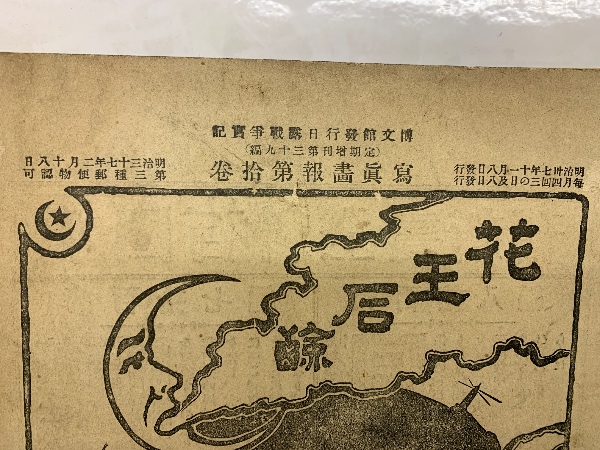 博文館發行日露戰爭實記
(定期增刊第三十九編)
寫眞畵報第拾卷
明治卅七年十一月八日發行
每月四回三の日及八日發行
明治三十七年二月十八日
第三種郵便物認可
花王石鹼